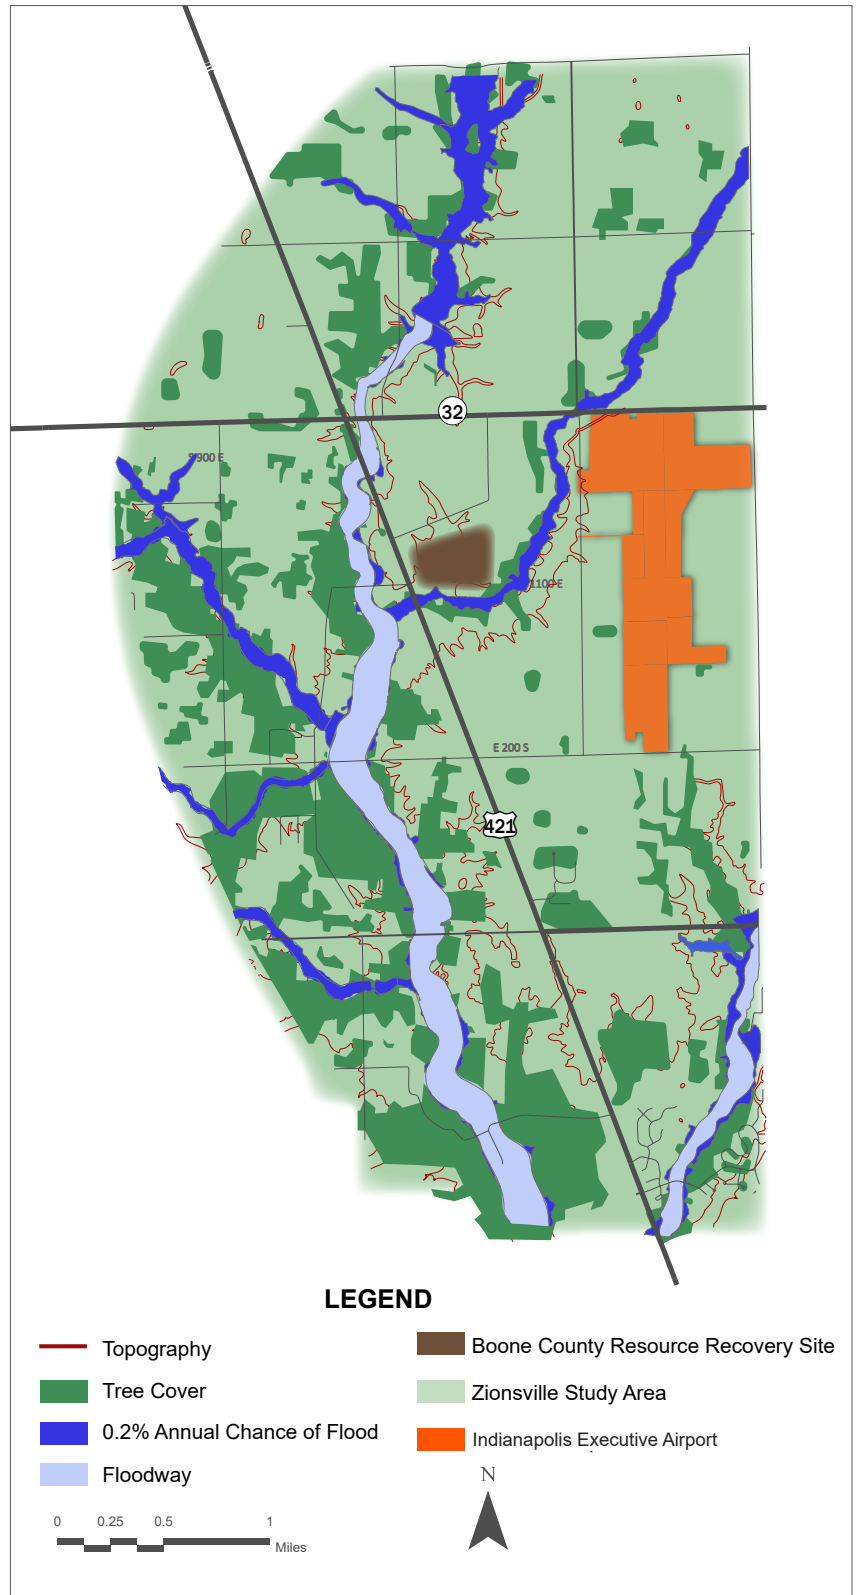 32
S 900 E
1100 E
E 200 S
421
LEGEND
Topography
Tree Cover
0.2% Annual Chance of Flood
Floodway
Boone County Resource Recovery Site
Zionsville Study Area
Indianapolis Executive Airport
N
0 0.25 0.5 1
Miles